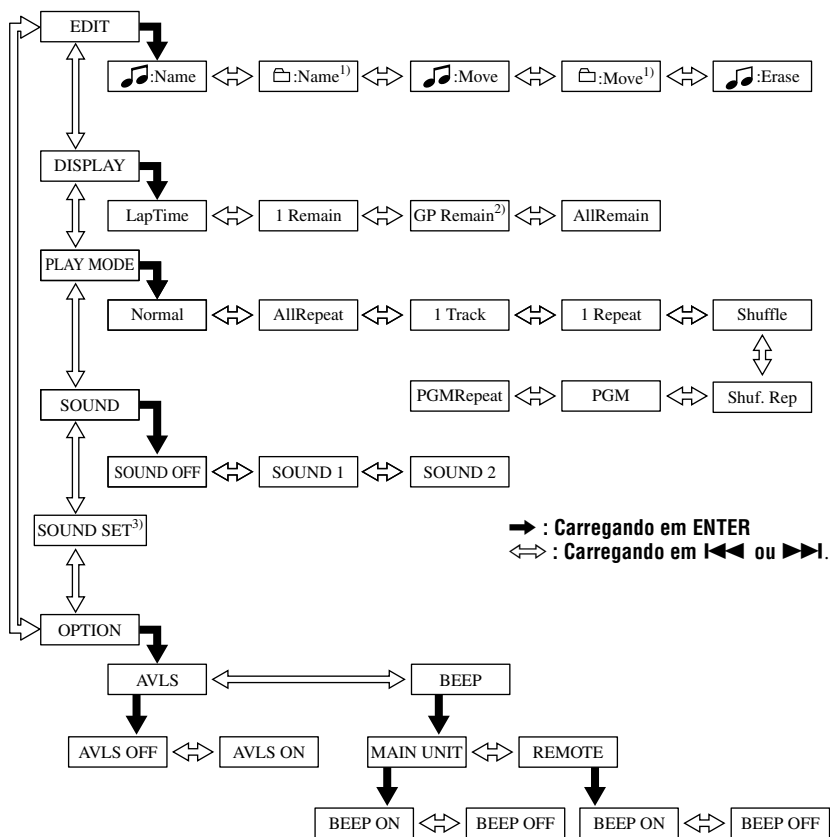 EDIT
♫:Name 🗀:Name1) ♫:Move 🗀:Move1) ♫:Erase
DISPLAY
LapTime 1 Remain GP Remain2) AllRemain
PLAY MODE
Normal AllRepeat 1 Track 1 Repeat Shuffle
SOUND PGMRepeat PGM Shuf. Rep
SOUND OFF SOUND 1 SOUND 2
SOUND SET3)
: Carregando em ENTER
: Carregando em ⏮ ou ⏭.
OPTION
AVLS BEEP
AVLS OFF AVLS ON MAIN UNIT REMOTE
BEEP ON BEEP OFF BEEP ON BEEP OFF